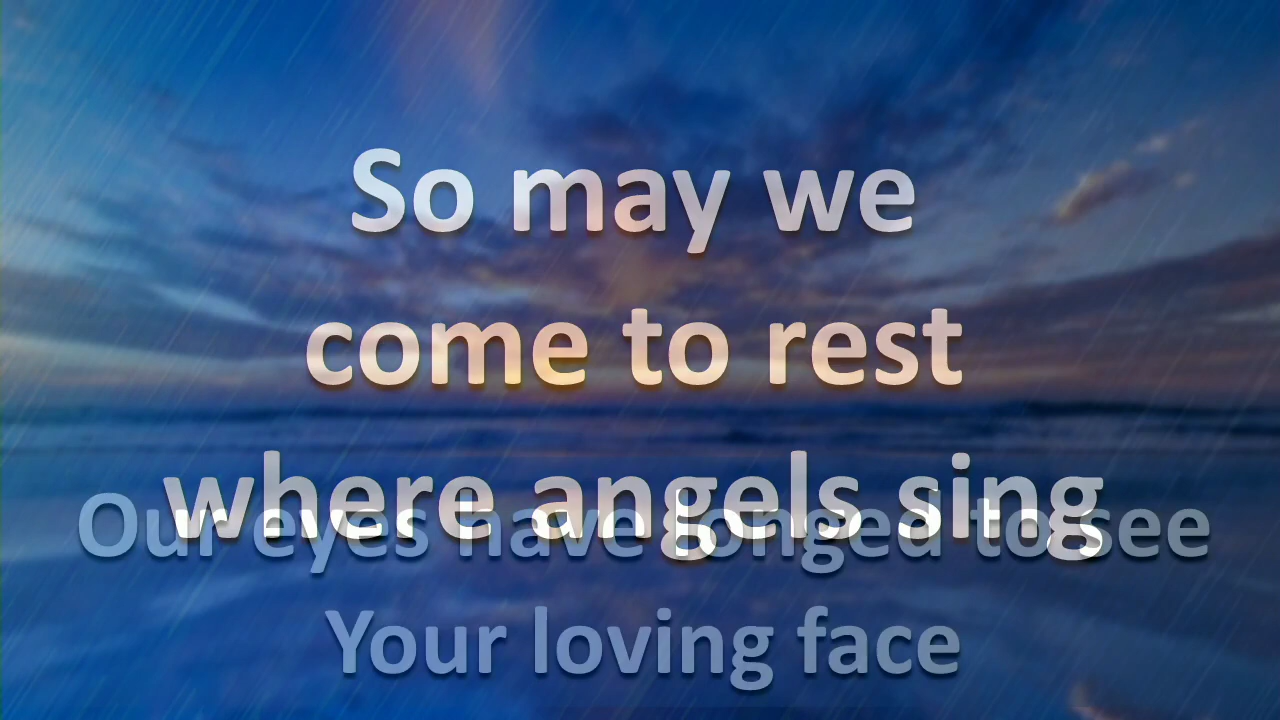 So may we
come to rest
where angels sing
Our eyes have longed to see
Your loving face